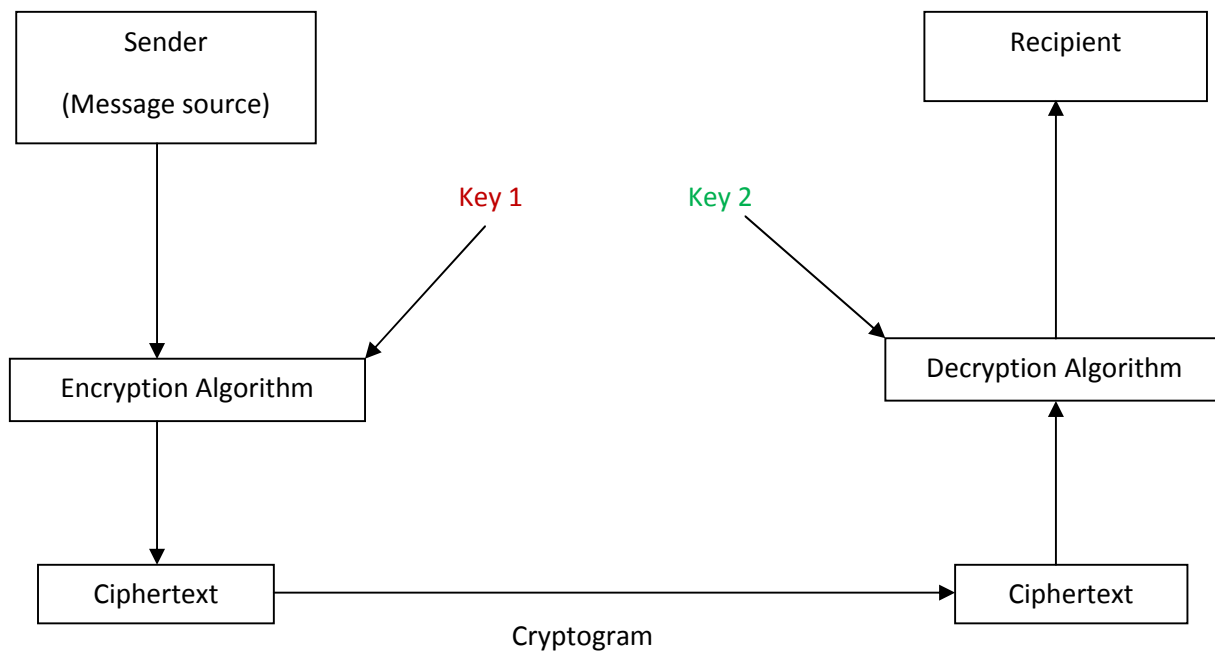 Sender
(Message source)
Recipient
Key 1
Key 2
Encryption Algorithm
Decryption Algorithm
Ciphertext
Ciphertext
Cryptogram